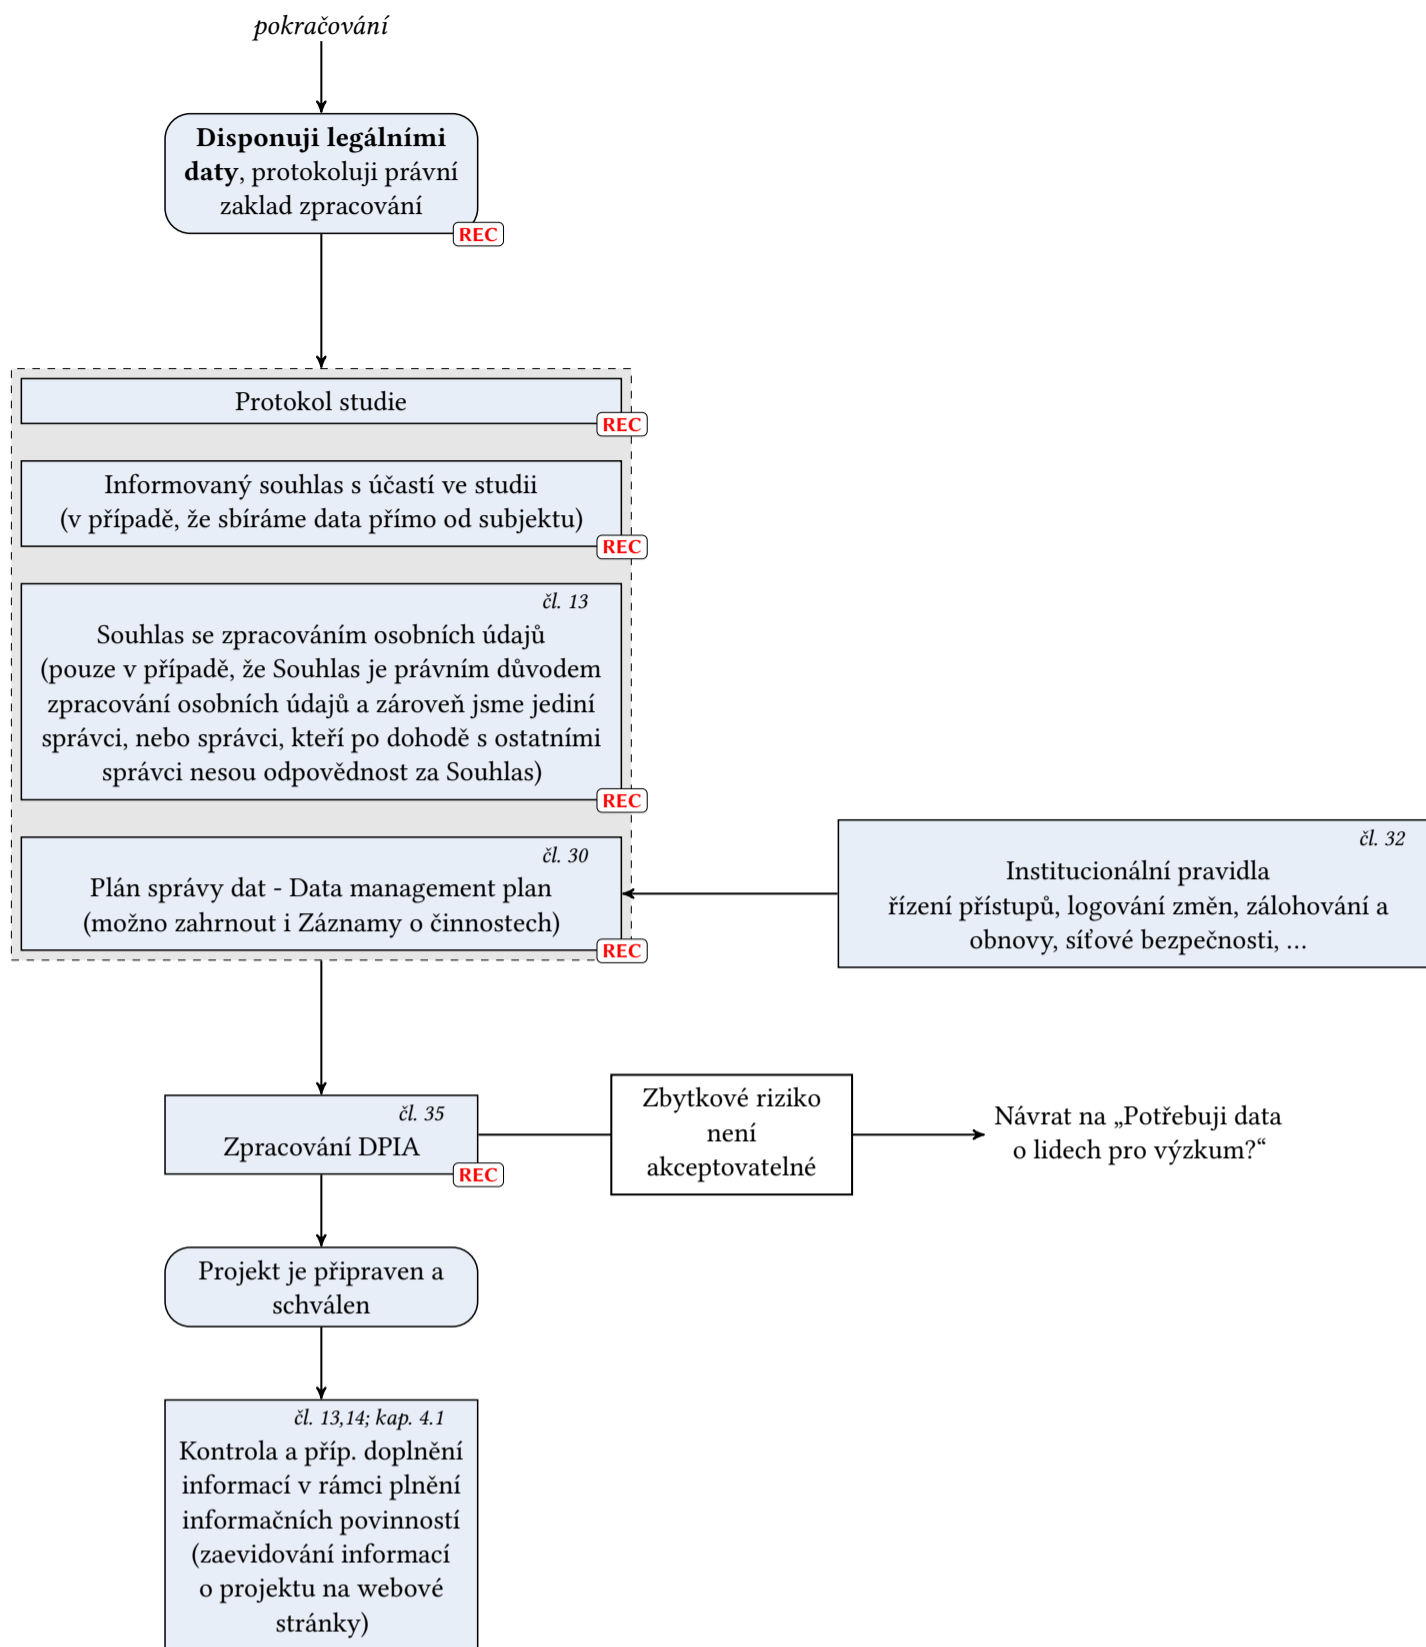 pokračování
Disponuji legálními
daty, protokoluji právní
zaklad zpracování
REC
Protokol studie
REC
Informovaný souhlas s účastí ve studii
(v případě, že sbíráme data přímo od subjektu)
REC
čl. 13
Souhlas se zpracováním osobních údajů
(pouze v případě, že Souhlas je právním důvodem
zpracování osobních údajů a zároveň jsme jediní
správci, nebo správci, kteří po dohodě s ostatními
správci nesou odpovědnost za Souhlas)
REC
čl. 30
Plán správy dat - Data management plan
(možno zahrnout i Záznamy o činnostech)
REC
čl. 32
Institucionální pravidla
řízení přístupů, logování změn, zálohování a
obnovy, síťové bezpečnosti, …
čl. 35
Zpracování DPIA
REC
Zbytkové riziko
není
akceptovatelné
Návrat na „Potřebuji data
o lidech pro výzkum?“
Projekt je připraven a
schválen
čl. 13,14; kap. 4.1
Kontrola a příp. doplnění
informací v rámci plnění
informačních povinností
(zaevidování informací
o projektu na webové
stránky)